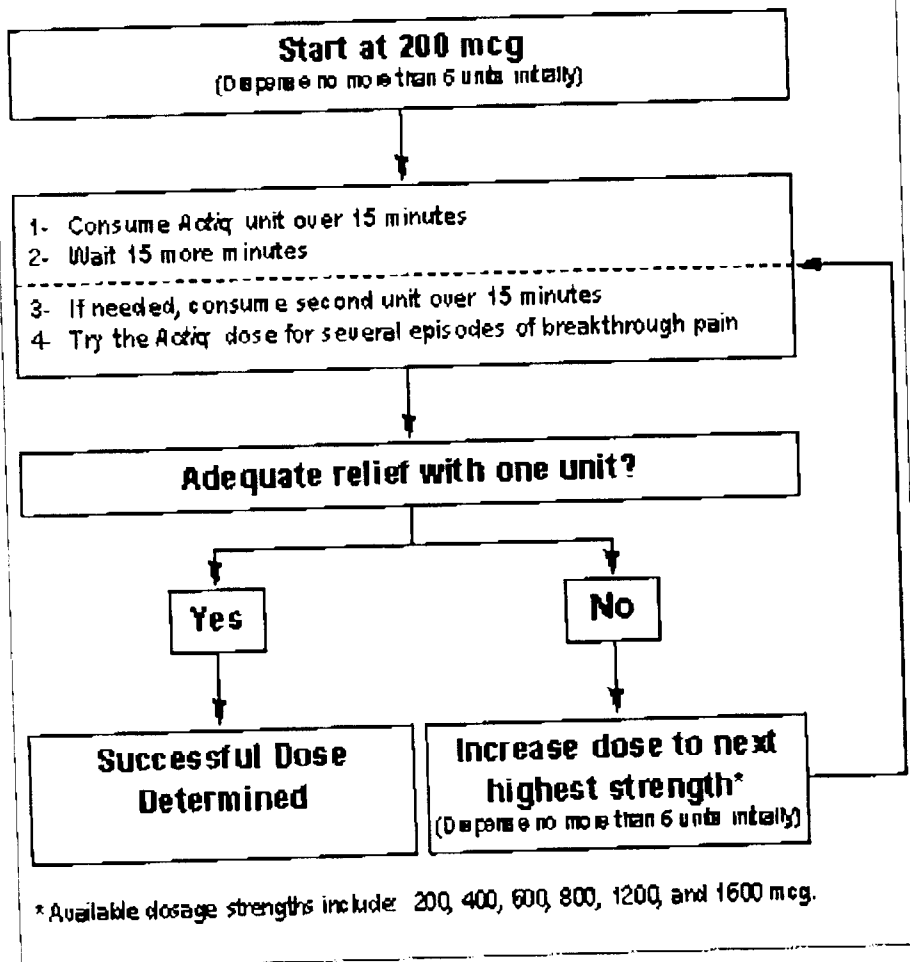 Start at 200 mcg
(Dispense no more than 6 units initially)
1- Consume Actiq unit over 15 minutes
2- Wait 15 more minutes
3- If needed, consume second unit over 15 minutes
4- Try the Actiq dose for several episodes of breakthrough pain
Adequate relief with one unit?
Yes
No
Successful Dose
Determined
Increase dose to next
highest strength*
(Dispense no more than 6 units initially)
* Available dosage strengths include: 200, 400, 600, 800, 1200, and 1600 mcg.